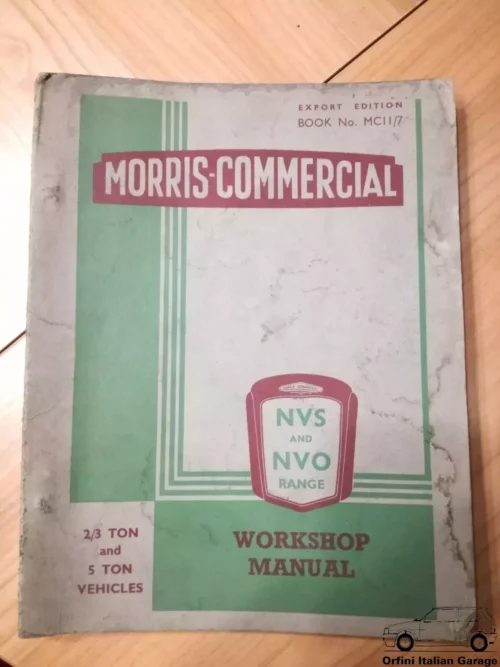 EXPORT EDITION
BOOK No. MC11/7
MORRIS-COMMERCIAL
NVS
AND
NVO
RANGE
2/3 TON
and
5 TON
VEHICLES
WORKSHOP
MANUAL
Orfini Italian Garage